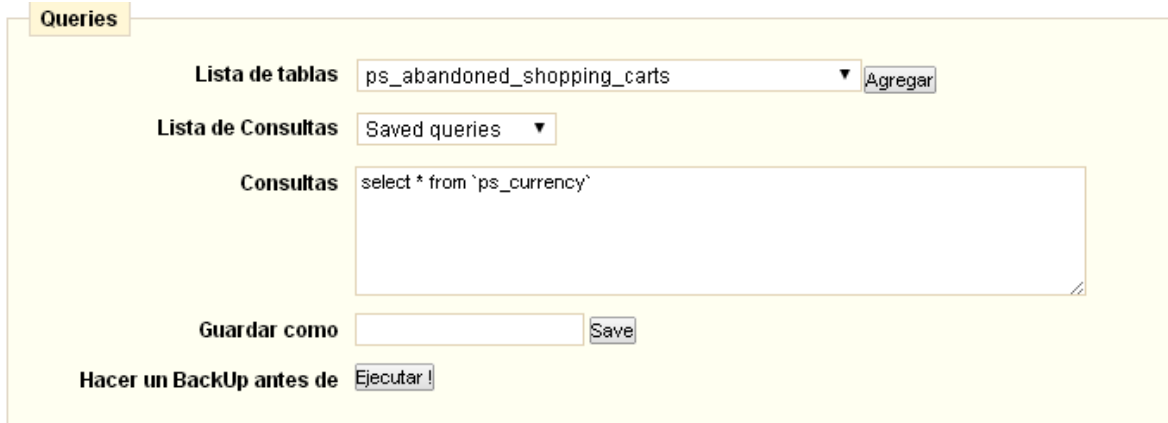 Queries
Lista de tablas ps_abandoned_shopping_carts Agregar
Lista de Consultas Saved queries
Consultas select * from `ps_currency`
Guardar como Save
Hacer un BackUp antes de Ejecutar !